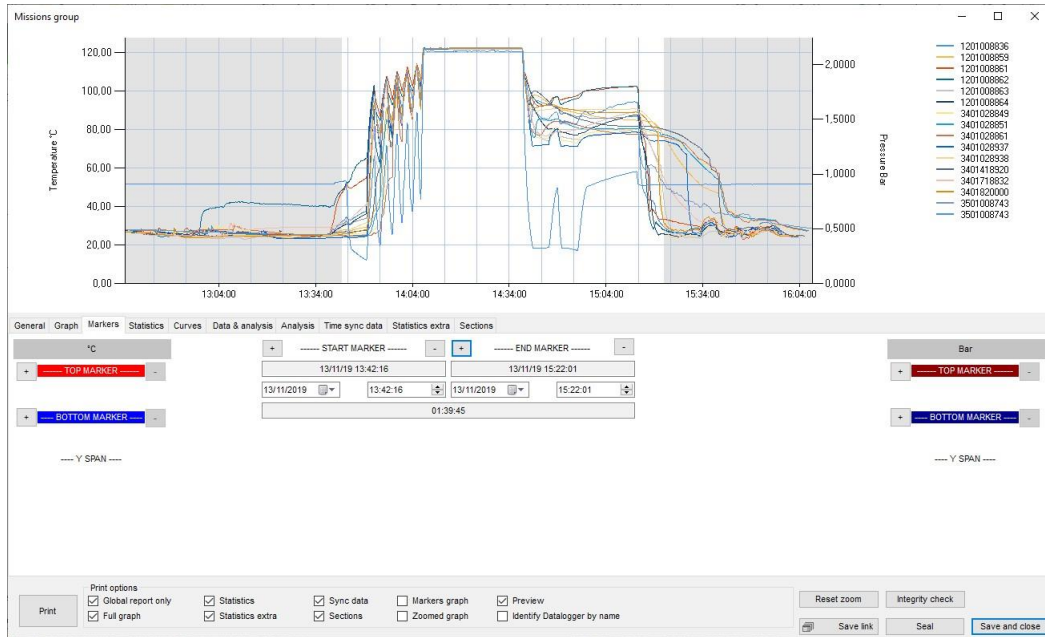 Missions group
120,00
100,00
80,00
60,00
40,00
20,00
0,00
Temperature °C
2,0000
1,5000
1,0000
0,5000
0,0000
Pressure Bar
13:04:00 13:34:00 14:04:00 14:34:00 15:04:00 15:34:00 16:04:00
1201008836
1201008859
1201008861
1201008862
1201008863
1201008864
3401028849
3401028851
3401028861
3401028937
3401028938
3401418920
3401718832
3401820000
3501008743
3501008743
General Graph Markers Statistics Curves Data & analysis Analysis Time sync data Statistics extra Sections
°C + ------ START MARKER ------ - + ------ END MARKER ------ - Bar
+ ------ TOP MARKER ------ - 13/11/19 13:42:16 13/11/19 15:22:01 + ------ TOP MARKER ------ -
13/11/2019 13:42:16 13/11/2019 15:22:01
01:39:45
+ ---- BOTTOM MARKER ---- - + ---- BOTTOM MARKER ---- -
---- Y SPAN ---- ---- Y SPAN ----
Print options
Print
Global report only Statistics Sync data Markers graph Preview
Full graph Statistics extra Sections Zoomed graph Identify Datalogger by name
Reset zoom Integrity check
Save link Seal Save and close